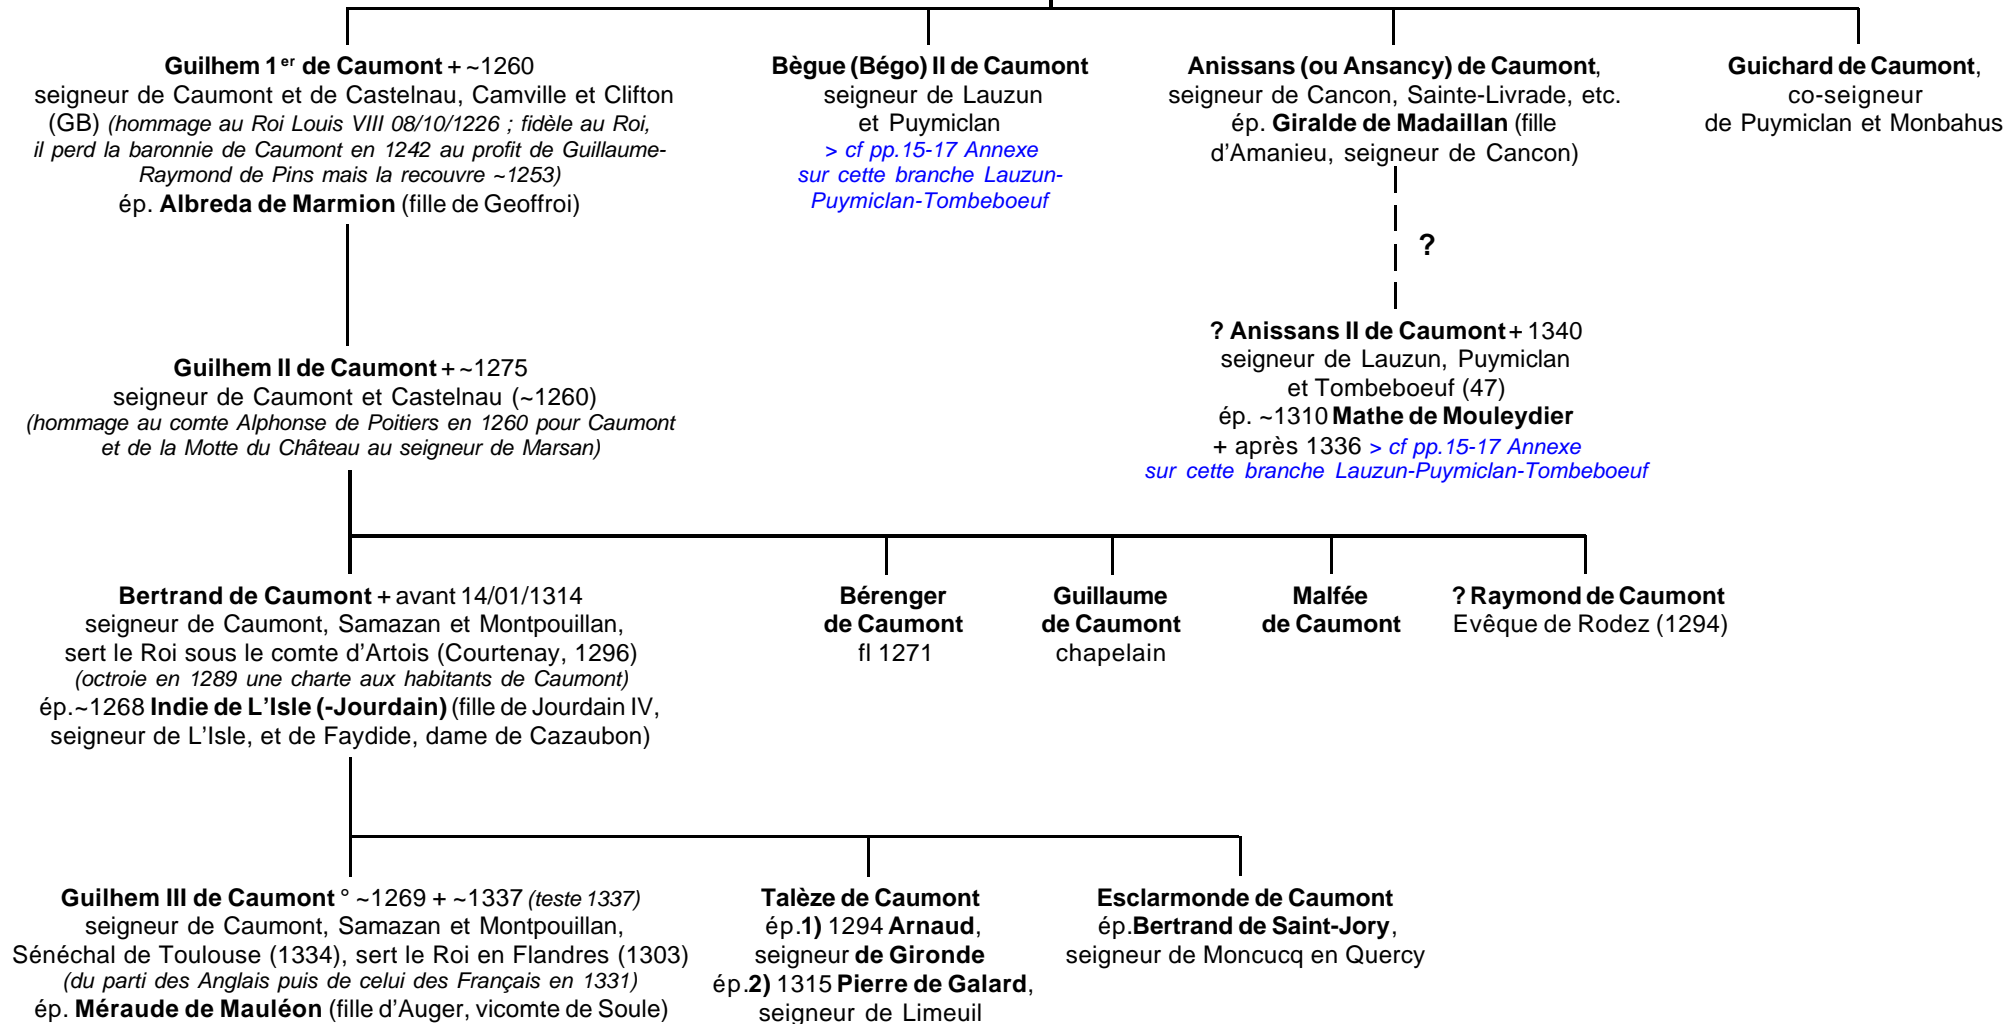 Guilhem 1er de Caumont + ~1260
seigneur de Caumont et de Castelnau, Camville et Clifton
(GB) (hommage au Roi Louis VIII 08/10/1226 ; fidèle au Roi,
il perd la baronnie de Caumont en 1242 au profit de Guillaume-
Raymond de Pins mais la recouvre ~1253)
ép. Albreda de Marmion (fille de Geoffroi)
Bègue (Bégo) II de Caumont
seigneur de Lauzun
et Puymiclan
> cf pp.15-17 Annexe
sur cette branche Lauzun-
Puymiclan-Tombeboeuf
Anissans (ou Ansancy) de Caumont,
seigneur de Cancon, Sainte-Livrade, etc.
ép. Giralde de Madaillan (fille
d'Amanieu, seigneur de Cancon)
Guichard de Caumont,
co-seigneur
de Puymiclan et Monbahus
?
? Anissans II de Caumont + 1340
seigneur de Lauzun, Puymiclan
et Tombeboeuf (47)
ép. ~1310 Mathe de Mouleydier
+ après 1336 > cf pp.15-17 Annexe
sur cette branche Lauzun-Puymiclan-Tombeboeuf
Guilhem II de Caumont + ~1275
seigneur de Caumont et Castelnau (~1260)
(hommage au comte Alphonse de Poitiers en 1260 pour Caumont
et de la Motte du Château au seigneur de Marsan)
Bertrand de Caumont + avant 14/01/1314
seigneur de Caumont, Samazan et Montpouillan,
sert le Roi sous le comte d'Artois (Courtenay, 1296)
(octroie en 1289 une charte aux habitants de Caumont)
ép.~1268 Indie de L'Isle (-Jourdain) (fille de Jourdain IV,
seigneur de L'Isle, et de Faydide, dame de Cazaubon)
Bérenger
de Caumont
fl 1271
Guillaume
de Caumont
chapelain
Malfée
de Caumont
? Raymond de Caumont
Evêque de Rodez (1294)
Guilhem III de Caumont ° ~1269 + ~1337 (teste 1337)
seigneur de Caumont, Samazan et Montpouillan,
Sénéchal de Toulouse (1334), sert le Roi en Flandres (1303)
(du parti des Anglais puis de celui des Français en 1331)
ép. Méraude de Mauléon (fille d'Auger, vicomte de Soule)
Talèze de Caumont
ép.1) 1294 Arnaud,
seigneur de Gironde
ép.2) 1315 Pierre de Galard,
seigneur de Limeuil
Esclarmonde de Caumont
ép.Bertrand de Saint-Jory,
seigneur de Moncucq en Quercy